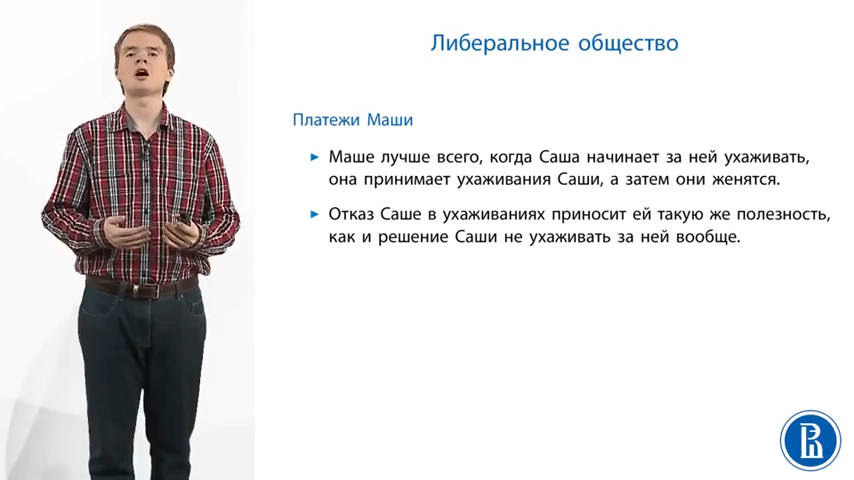 Либеральное общество
Платежи Маши
Маше лучше всего, когда Саша начинает за ней ухаживать,
она принимает ухаживания Саши, а затем они женятся.
Отказ Саше в ухаживаниях приносит ей такую же полезность,
как и решение Саши не ухаживать за ней вообще.